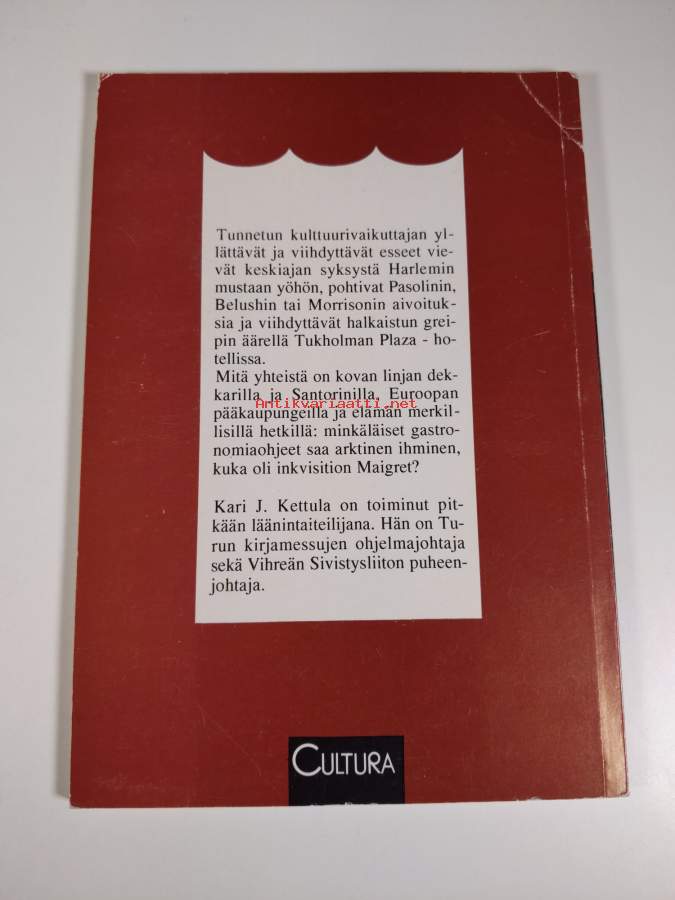 Tunnetun kulttuurivaikuttajan yl-
lättävät ja viihdyttävät esseet vie-
vät keskiajan syksystä Harlemin
mustaan yöhön, pohtivat Pasolinin,
Belushin tai Morrisonin aivoituk-
sia ja viihdyttävät halkaistun grei-
pin äärellä Tukholman Plaza - ho-
tellissa.
Mitä yhteistä on kovan linjan dek-
karilla ja Santorinilla, Euroopan
Antikvariaatti.net
pääkaupungeilla ja elämän merkil-
lisillä hetkillä: minkäläiset gastro-
nomiaohjeet saa arktinen ihminen,
kuka oli inkvisition Maigret?
Kari J. Kettula on toiminut pit-
kään läänintaiteilijana. Hän on Tu-
run kirjamessujen ohjelmajohtaja
sekä Vihreän Sivistysliiton puheen-
johtaja.
CULTURA